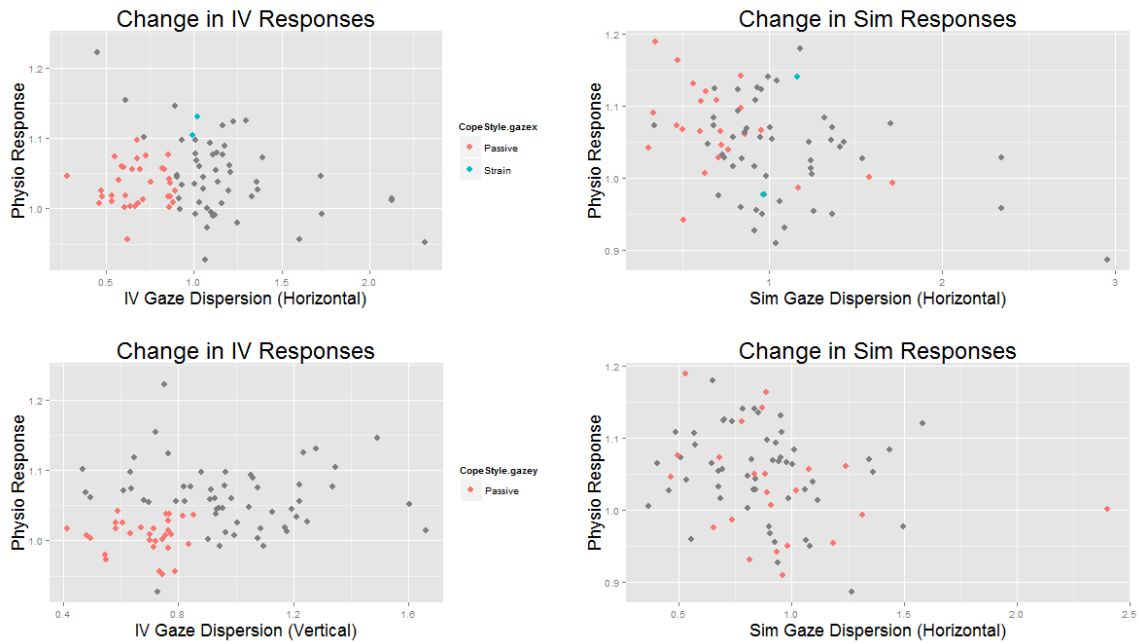 Change in IV Responses
Physio Response
1.2
1.1
1.0
0.5
1.0
1.5
2.0
IV Gaze Dispersion (Horizontal)
CopeStyle.gazex
Passive
Strain
Change in Sim Responses
Physio Response
1.2
1.1
1.0
0.9
1
2
3
Sim Gaze Dispersion (Horizontal)
Change in IV Responses
Physio Response
1.2
1.1
1.0
0.4
0.8
1.2
1.6
IV Gaze Dispersion (Vertical)
CopeStyle.gazey
Passive
Change in Sim Responses
Physio Response
1.2
1.1
1.0
0.9
0.5
1.0
1.5
2.0
2.5
Sim Gaze Dispersion (Horizontal)